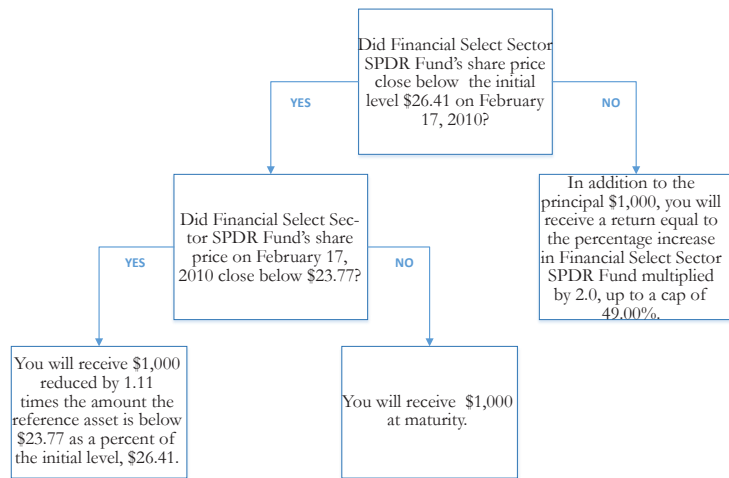 Did Financial Select Sector
SPDR Fund's share price
close below the initial
level $26.41 on February
17, 2010?
YES
NO
Did Financial Select Sec-
tor SPDR Fund's share
price on February 17,
2010 close below $23.77?
In addition to the
principal $1,000, you will
receive a return equal to
the percentage increase
in Financial Select Sector
SPDR Fund multiplied
by 2.0, up to a cap of
49.00%.
YES
NO
You will receive $1,000
reduced by 1.11
times the amount the
reference asset is below
$23.77 as a percent of
the initial level, $26.41.
You will receive $1,000
at maturity.